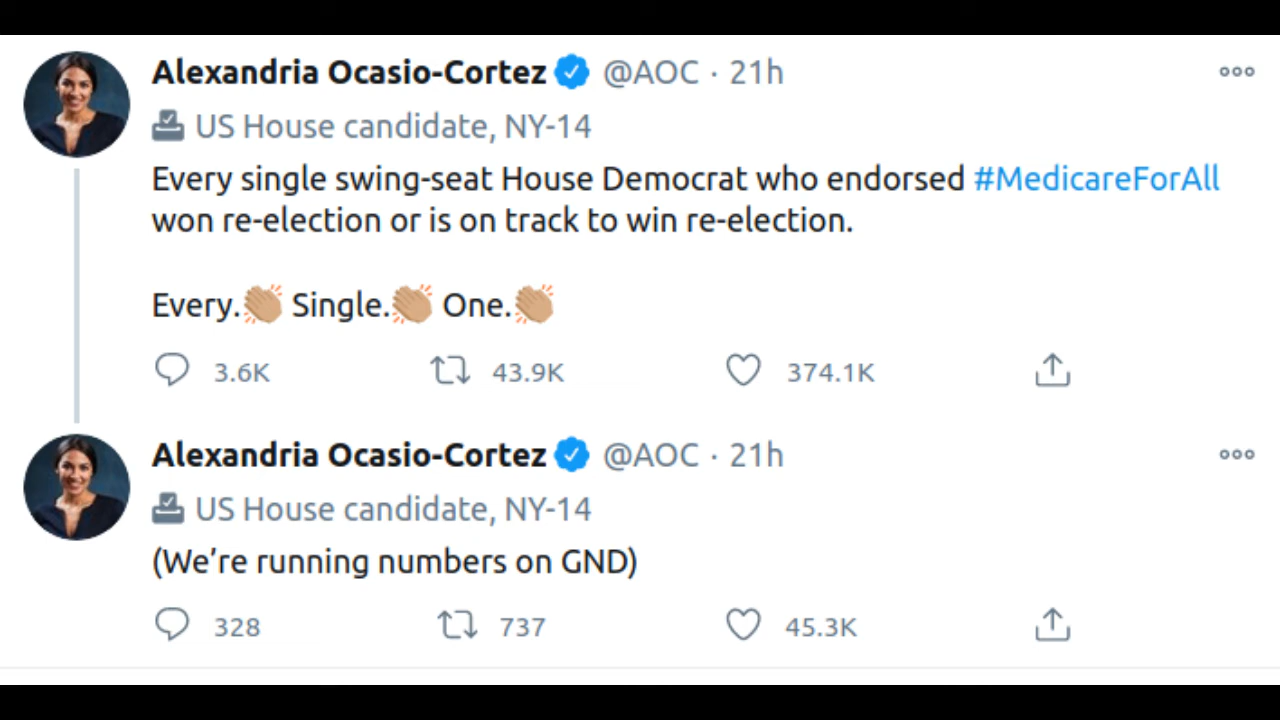 Alexandria Ocasio-Cortez @AOC · 21h
US House candidate, NY-14
Every single swing-seat House Democrat who endorsed #MedicareForAll
won re-election or is on track to win re-election.
Every.👏🏽 Single.👏🏽 One.👏🏽
3.6K 43.9K 374.1K
Alexandria Ocasio-Cortez @AOC · 21h
US House candidate, NY-14
(We’re running numbers on GND)
328 737 45.3K